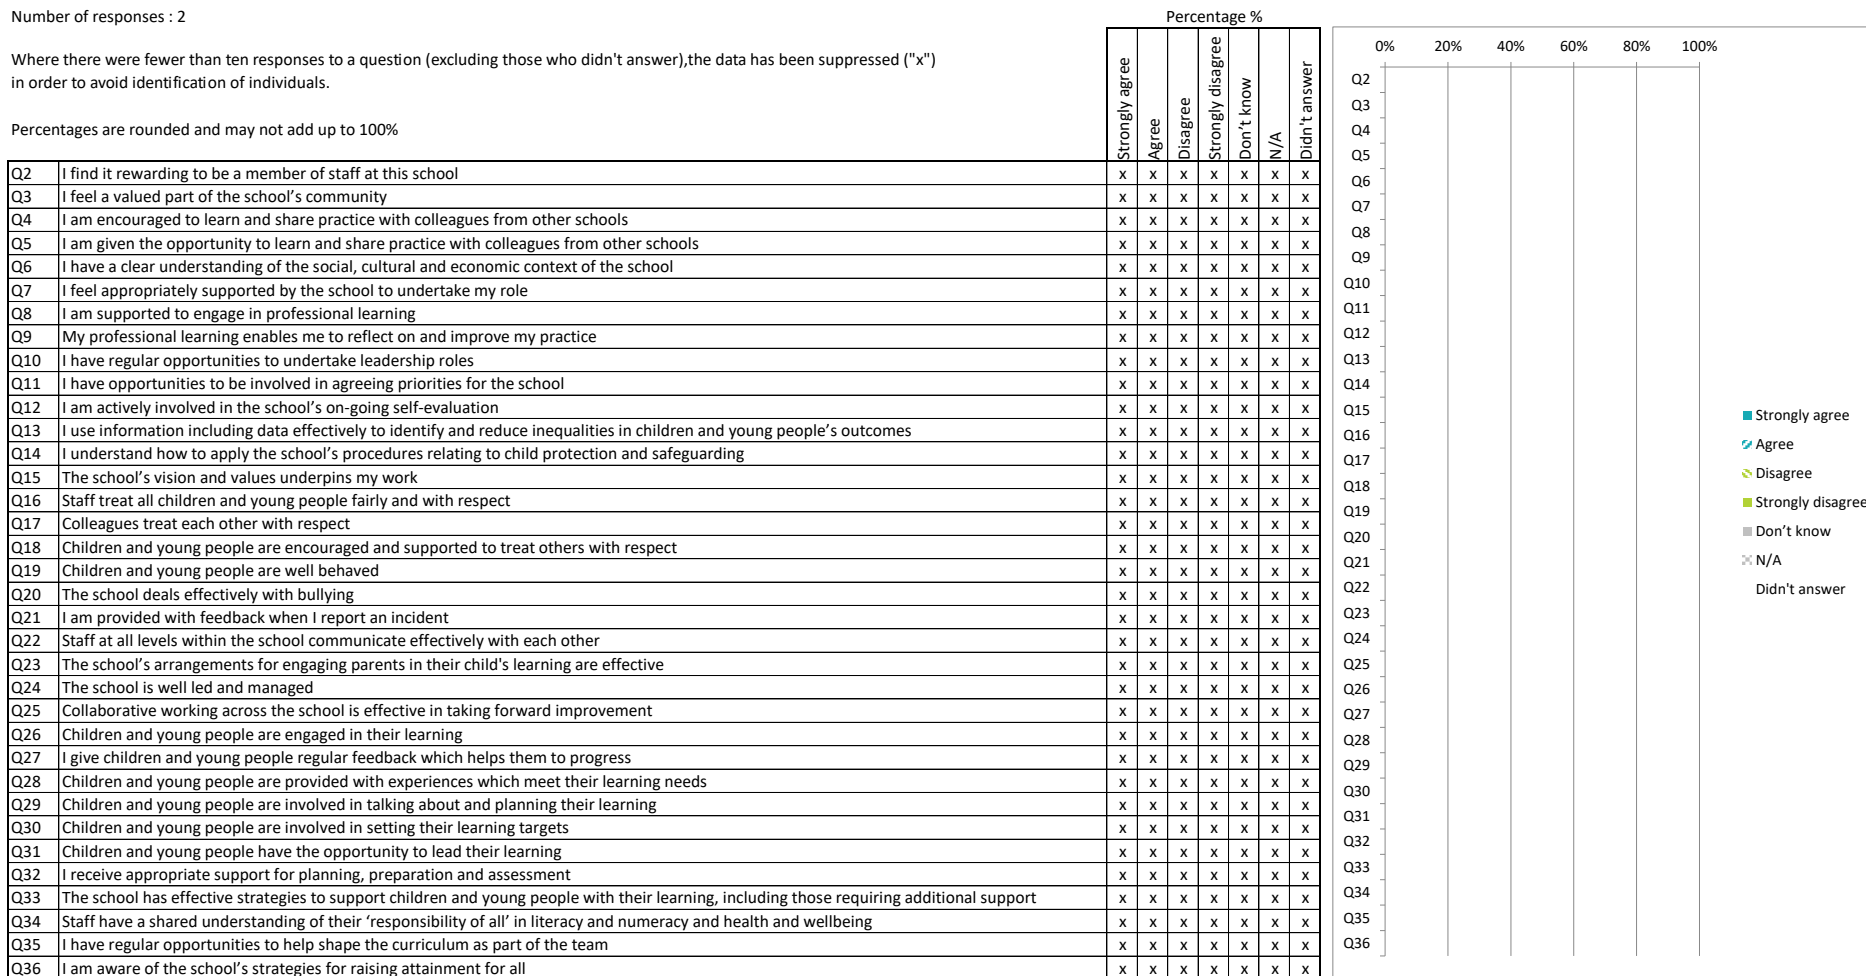 Number of responses : 2
Percentage %
Where there were fewer than ten responses to a question (excluding those who didn't answer),the data has been suppressed ("x")
in order to avoid identification of individuals.
Percentages are rounded and may not add up to 100%
Strongly agree
Agree
Disagree
Strongly disagree
Don't know
N/A
Didn't answer
Q2 I find it rewarding to be a member of staff at this school x x x x x x x
Q3 I feel a valued part of the school’s community x x x x x x x
Q4 I am encouraged to learn and share practice with colleagues from other schools x x x x x x x
Q5 I am given the opportunity to learn and share practice with colleagues from other schools x x x x x x x
Q6 I have a clear understanding of the social, cultural and economic context of the school x x x x x x x
Q7 I feel appropriately supported by the school to undertake my role x x x x x x x
Q8 I am supported to engage in professional learning x x x x x x x
Q9 My professional learning enables me to reflect on and improve my practice x x x x x x x
Q10 I have regular opportunities to undertake leadership roles x x x x x x x
Q11 I have opportunities to be involved in agreeing priorities for the school x x x x x x x
Q12 I am actively involved in the school’s on-going self-evaluation x x x x x x x
Q13 I use information including data effectively to identify and reduce inequalities in children and young people’s outcomes x x x x x x x
Q14 I understand how to apply the school’s procedures relating to child protection and safeguarding x x x x x x x
Q15 The school’s vision and values underpins my work x x x x x x x
Q16 Staff treat all children and young people fairly and with respect x x x x x x x
Q17 Colleagues treat each other with respect x x x x x x x
Q18 Children and young people are encouraged and supported to treat others with respect x x x x x x x
Q19 Children and young people are well behaved x x x x x x x
Q20 The school deals effectively with bullying x x x x x x x
Q21 I am provided with feedback when I report an incident x x x x x x x
Q22 Staff at all levels within the school communicate effectively with each other x x x x x x x
Q23 The school’s arrangements for engaging parents in their child's learning are effective x x x x x x x
Q24 The school is well led and managed x x x x x x x
Q25 Collaborative working across the school is effective in taking forward improvement x x x x x x x
Q26 Children and young people are engaged in their learning x x x x x x x
Q27 I give children and young people regular feedback which helps them to progress x x x x x x x
Q28 Children and young people are provided with experiences which meet their learning needs x x x x x x x
Q29 Children and young people are involved in talking about and planning their learning x x x x x x x
Q30 Children and young people are involved in setting their learning targets x x x x x x x
Q31 Children and young people have the opportunity to lead their learning x x x x x x x
Q32 I receive appropriate support for planning, preparation and assessment x x x x x x x
Q33 The school has effective strategies to support children and young people with their learning, including those requiring additional support x x x x x x x
Q34 Staff have a shared understanding of their ‘responsibility of all’ in literacy and numeracy and health and wellbeing x x x x x x x
Q35 I have regular opportunities to help shape the curriculum as part of the team x x x x x x x
Q36 I am aware of the school’s strategies for raising attainment for all x x x x x x x
0% 20% 40% 60% 80% 100%
Q2
Q3
Q4
Q5
Q6
Q7
Q8
Q9
Q10
Q11
Q12
Q13
Q14
Q15
Q16
Q17
Q18
Q19
Q20
Q21
Q22
Q23
Q24
Q25
Q26
Q27
Q28
Q29
Q30
Q31
Q32
Q33
Q34
Q35
Q36
Strongly agree
Agree
Disagree
Strongly disagree
Don’t know
N/A
Didn't answer